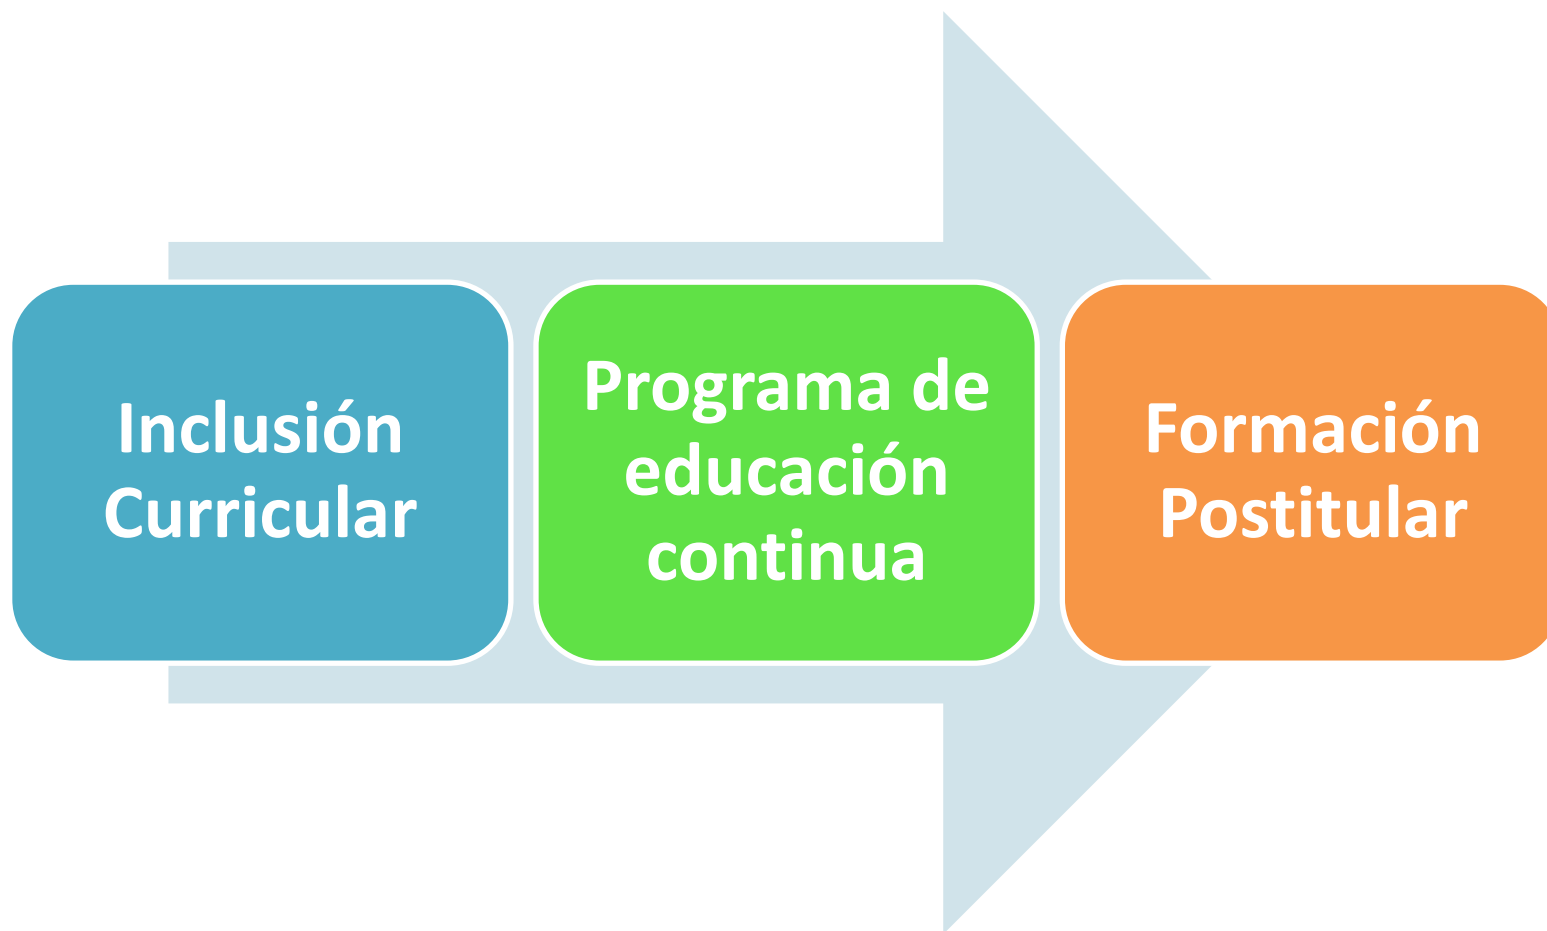 Inclusión
Curricular
Programa de
educación
continua
Formación
Postitular